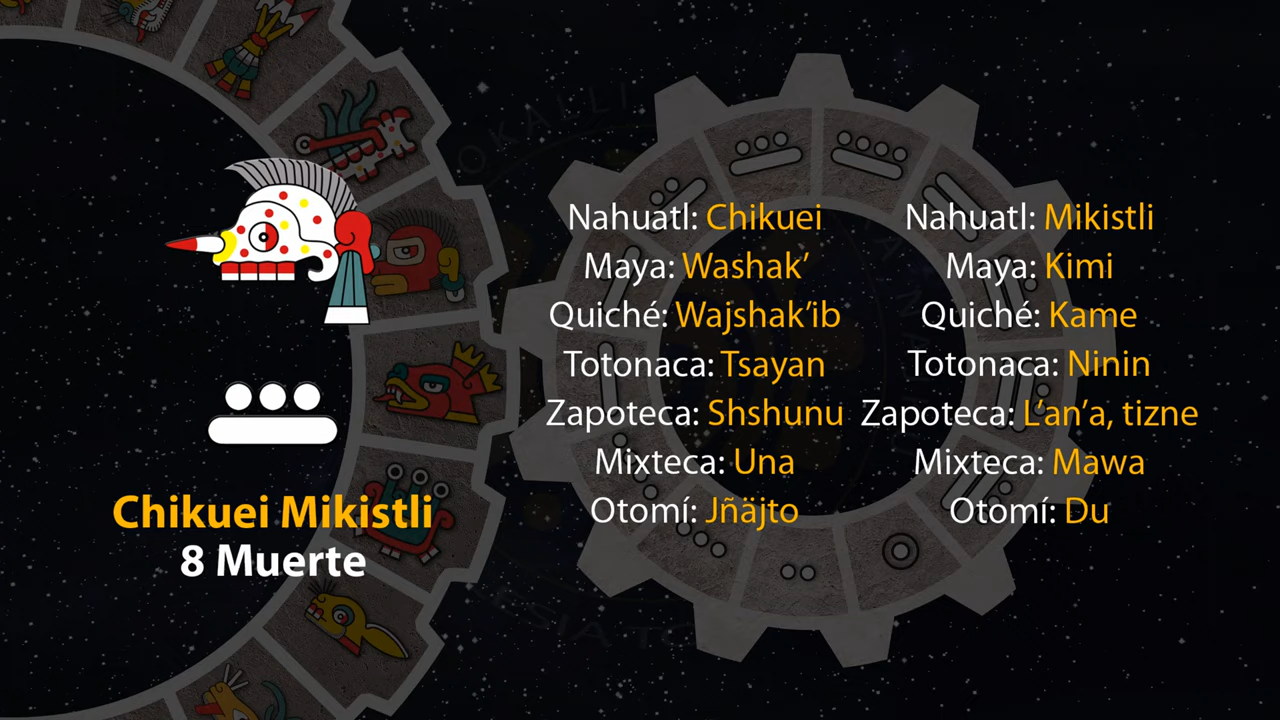 Nahuatl: Chikuei
Maya: Washak’
Quiché: Wajshak’ib
Totonaca: Tsayan
Zapoteca: Shshunu
Mixteca: Una
Otomí: Jñäjto
Nahuatl: Mikistli
Maya: Kimi
Quiché: Kame
Totonaca: Ninin
Zapoteca: L’an’a, tizne
Mixteca: Mawa
Otomí: Du
Chikuei Mikistli
8 Muerte